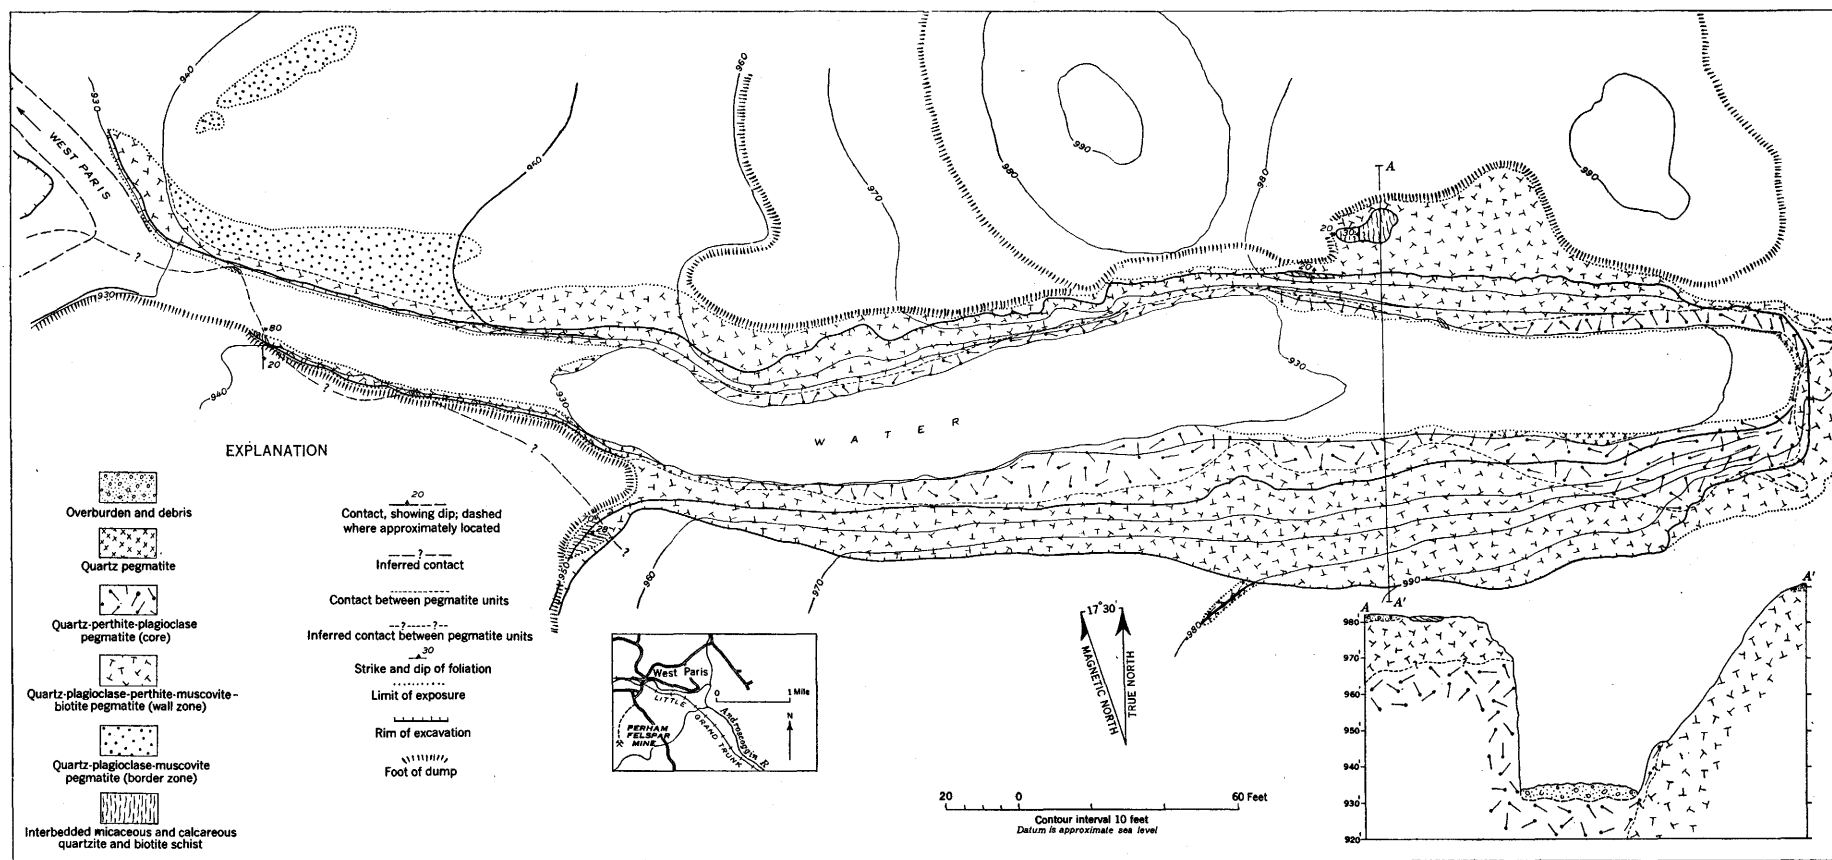 940
930
WEST PARIS
960
950
970
990
980
980
990
A
20
30
20
?
930
80
20
940
930
930
W A T E R
?
28
?
950
960
970
980
990
A'
EXPLANATION
Overburden and debris
Quartz pegmatite
Quartz-perthite-plagioclase
pegmatite (core)
Quartz-plagioclase-perthite-muscovite-
biotite pegmatite (wall zone)
Quartz-plagioclase-muscovite
pegmatite (border zone)
Interbedded micaceous and calcareous
quartzite and biotite schist
20
Contact, showing dip; dashed
where approximately located
?
Inferred contact
Contact between pegmatite units
--?-----?--
Inferred contact between pegmatite units
30
Strike and dip of foliation
Limit of exposure
Rim of excavation
Foot of dump
West Paris
0 1 Mile
LITTLE
Androscoggin R
GRAND TRUNK
PERHAM
FELSPAR
MINE
N
17°30'
MAGNETIC NORTH
TRUE NORTH
20 0 60 Feet
Contour interval 10 feet
Datum is approximate sea level
A A'
980'
970'
960'
950'
940'
930'
920'